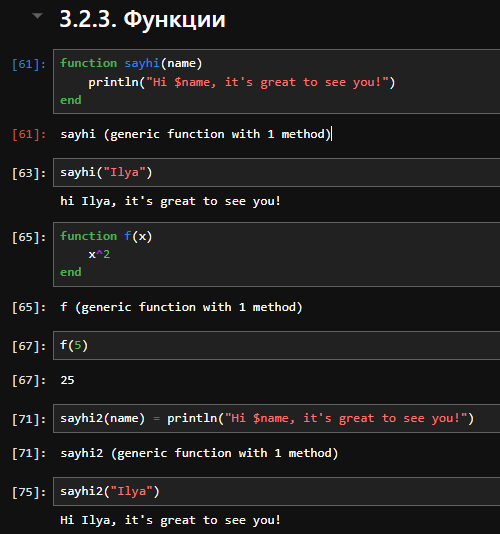 3.2.3. Функции
[61]: function sayhi(name)
println("Hi $name, it's great to see you!")
end
[61]: sayhi (generic function with 1 method)
[63]: sayhi("Ilya")
hi Ilya, it's great to see you!
[65]: function f(x)
x^2
end
[65]: f (generic function with 1 method)
[67]: f(5)
[67]: 25
[71]: sayhi2(name) = println("Hi $name, it's great to see you!")
[71]: sayhi2 (generic function with 1 method)
[75]: sayhi2("Ilya")
Hi Ilya, it's great to see you!